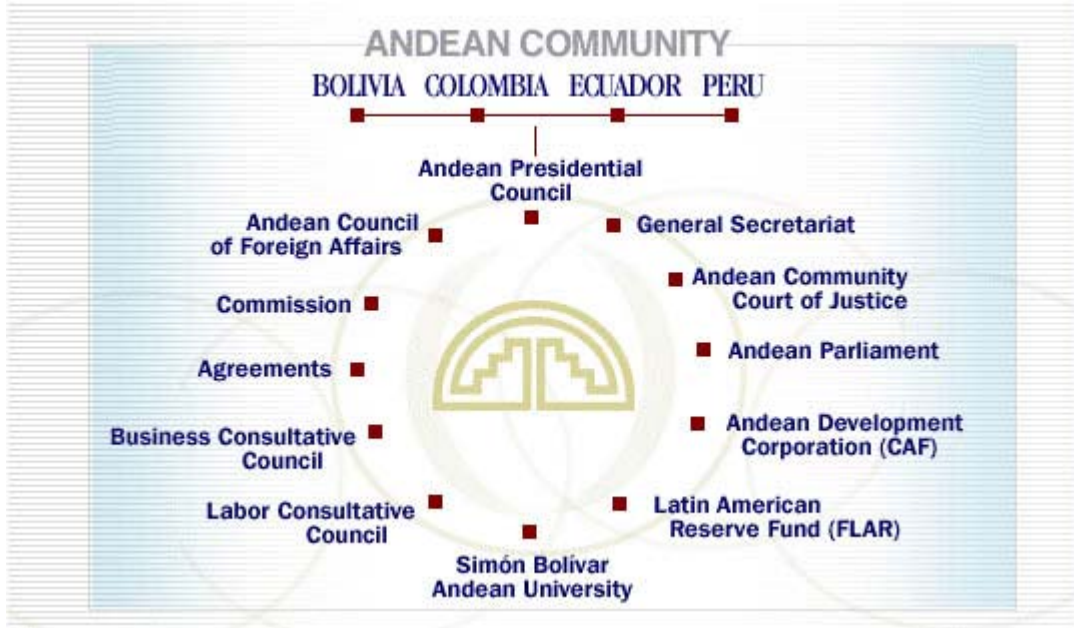 ANDEAN COMMUNITY
BOLIVIA COLOMBIA ECUADOR PERU
Andean Presidential
Council
Andean Council
of Foreign Affairs
General Secretariat
Commission
Andean Community
Court of Justice
Agreements
Andean Parliament
Business Consultative
Council
Andean Development
Corporation (CAF)
Labor Consultative
Council
Latin American
Reserve Fund (FLAR)
Simón Bolívar
Andean University